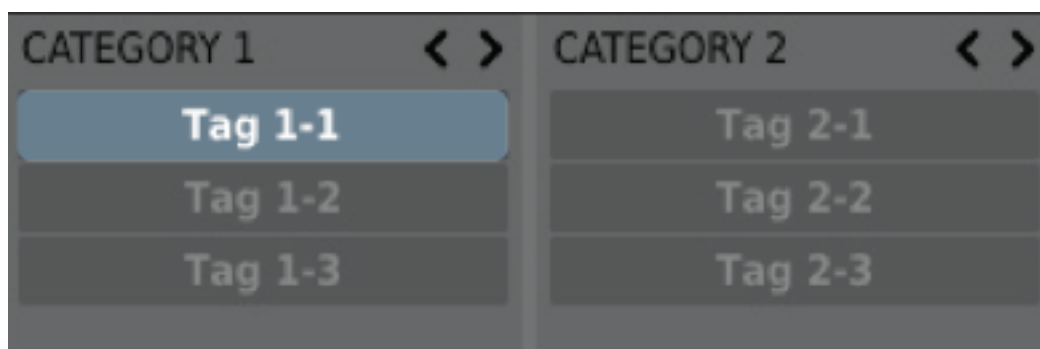 CATEGORY 1
Tag 1-1
Tag 1-2
Tag 1-3
CATEGORY 2
Tag 2-1
Tag 2-2
Tag 2-3